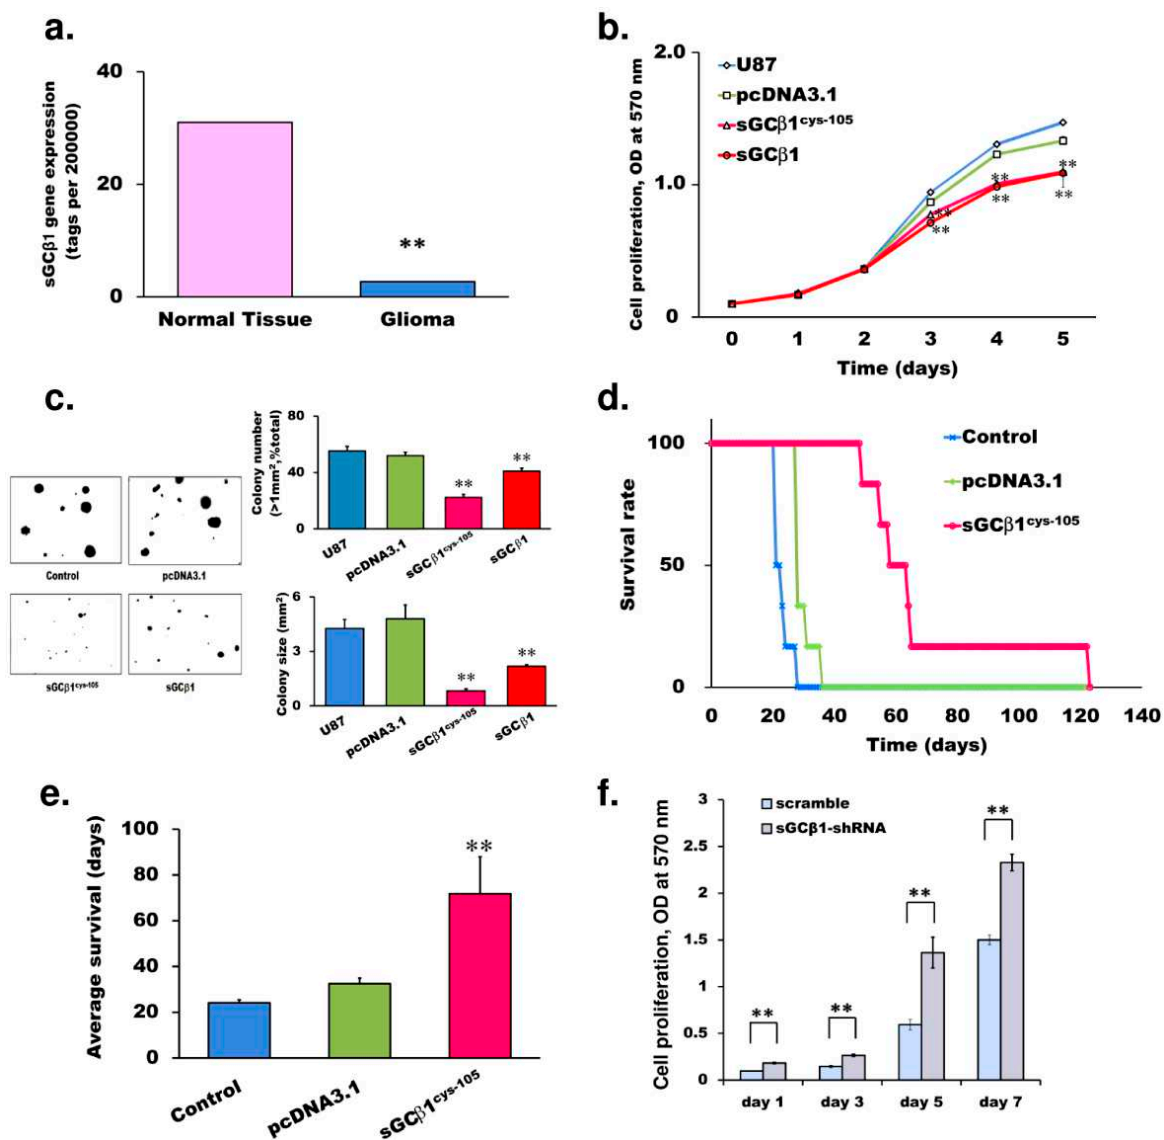 a.
sGCβ1 gene expression
(tags per 200000)
40
20
0
**
Normal Tissue
Glioma
b.
Cell proliferation, OD at 570 nm
2.0
1.0
0
U87
pcDNA3.1
sGCβ1cys-105
sGCβ1
**
**
**
**
**
**
0 1 2 3 4 5
Time (days)
c.
Control
pcDNA3.1
sGCβ1cys-105
sGCβ1
Colony number
(>1mm²,%total)
80
40
0
**
**
U87
pcDNA3.1
sGCβ1cys-105
sGCβ1
Colony size (mm²)
6
3
0
**
**
U87
pcDNA3.1
sGCβ1cys-105
sGCβ1
d.
Survival rate
100
50
0
Control
pcDNA3.1
sGCβ1cys-105
0 20 40 60 80 100 120 140
Time (days)
e.
Average survival (days)
100
80
60
40
20
0
**
Control
pcDNA3.1
sGCβ1cys-105
f.
Cell proliferation, OD at 570 nm
3
2.5
2
1.5
1
0.5
0
scramble
sGCβ1-shRNA
**
**
**
**
day 1 day 3 day 5 day 7